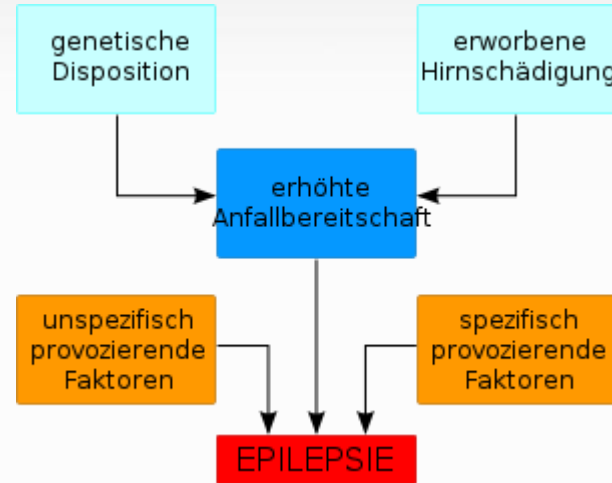 genetische
Disposition
erworbene
Hirnschädigung
erhöhte
Anfallbereitschaft
unspezifisch
provozierende
Faktoren
spezifisch
provozierende
Faktoren
EPILEPSIE